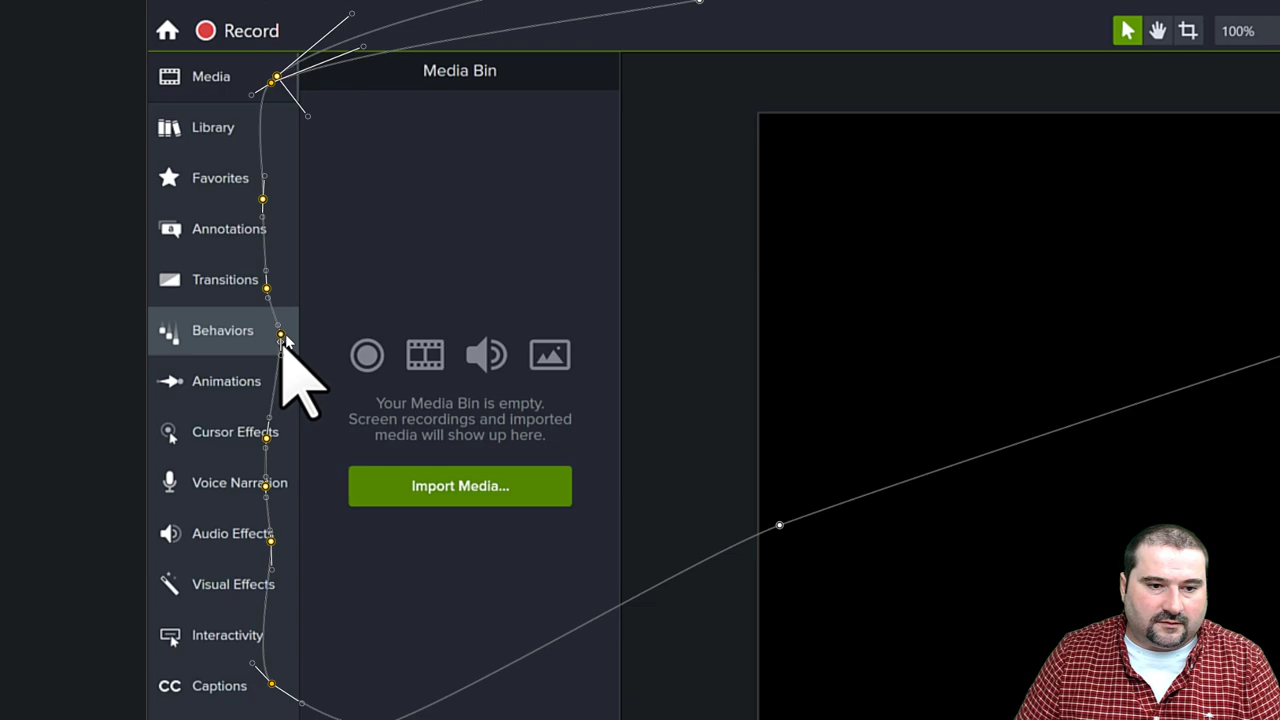 Record
100%
Media
Media Bin
Library
Favorites
a
Annotations
Transitions
Behaviors
Animations
Cursor Effects
Voice Narration
Audio Effects
Visual Effects
Interactivity
CC Captions
Your Media Bin is empty.
Screen recordings and imported
media will show up here.
Import Media...